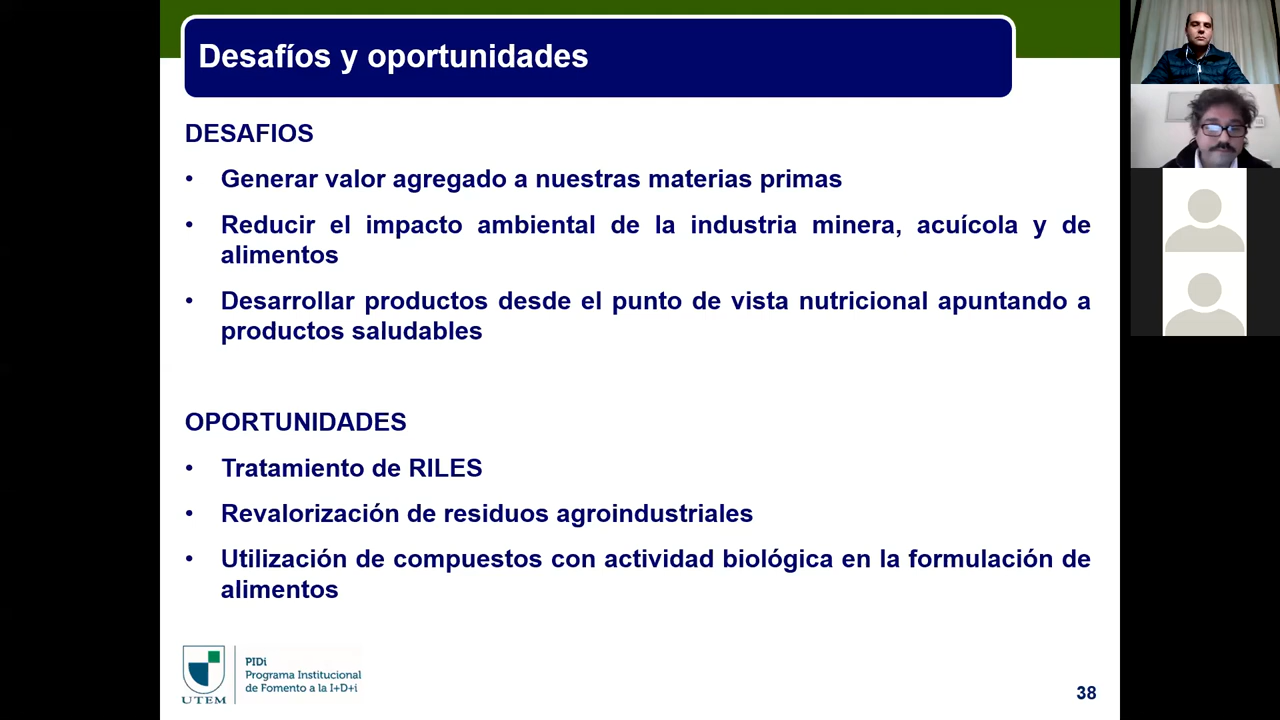 Desafíos y oportunidades
DESAFIOS
• Generar valor agregado a nuestras materias primas
• Reducir el impacto ambiental de la industria minera, acuícola y de
alimentos
• Desarrollar productos desde el punto de vista nutricional apuntando a
productos saludables
OPORTUNIDADES
• Tratamiento de RILES
• Revalorización de residuos agroindustriales
• Utilización de compuestos con actividad biológica en la formulación de
alimentos
UTEM
PIDi
Programa Institucional
de Fomento a la I+D+i
38